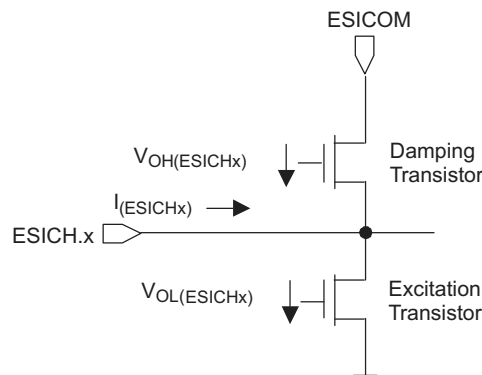 ESICOM
VOH(ESICHx)
Damping
Transistor
I(ESICHx)
ESICH.x
VOL(ESICHx)
Excitation
Transistor